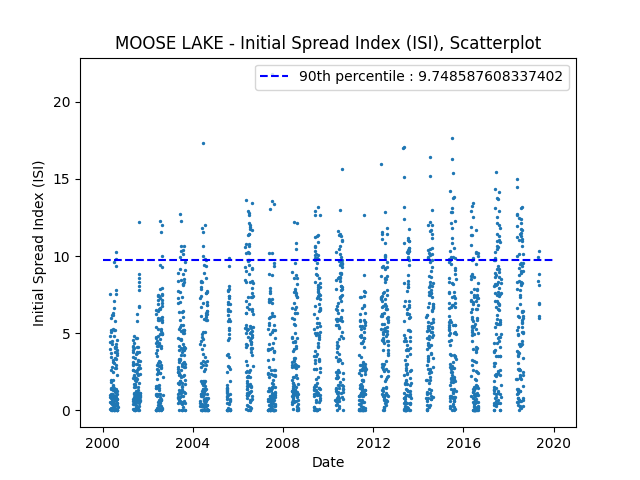 MOOSE LAKE - Initial Spread Index (ISI), Scatterplot
90th percentile : 9.748587608337402
Initial Spread Index (ISI)
20
15
10
5
0
2000 2004 2008 2012 2016 2020
Date